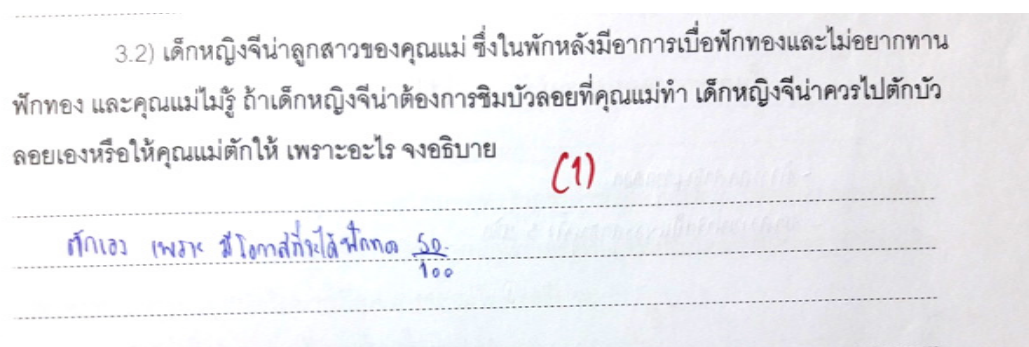 3.2) เด็กหญิงจีน่าลูกสาวของคุณแม่ ซึ่งในพักหลังมีอาการเบื่อฟักทองและไม่อยากทาน
ฟักทอง และคุณแม่ไม่รู้ ถ้าเด็กหญิงจีน่าต้องการชิมบัวลอยที่คุณแม่ทำ เด็กหญิงจีน่าควรไปตักบัว
ลอยเองหรือให้คุณแม่ตักให้ เพราะอะไร จงอธิบาย
(1)
ตักเอง เพราะ มีโอกาสที่จะได้ฟักทอง 50/100